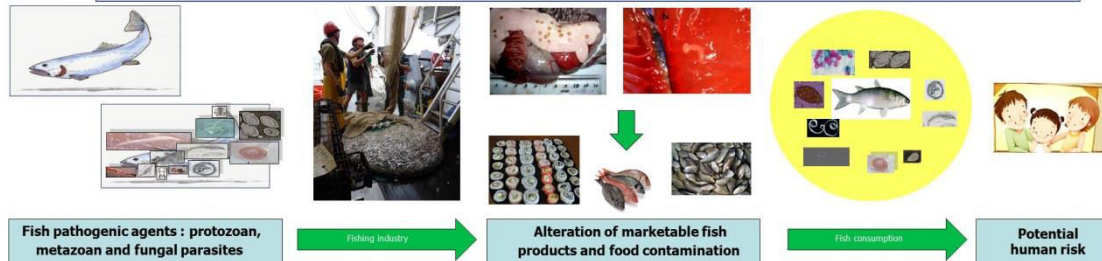 Fish pathogenic agents : protozoan,
metazoan and fungal parasites
Fishing industry
Alteration of marketable fish
products and food contamination
Fish consumption
Potential
human risk